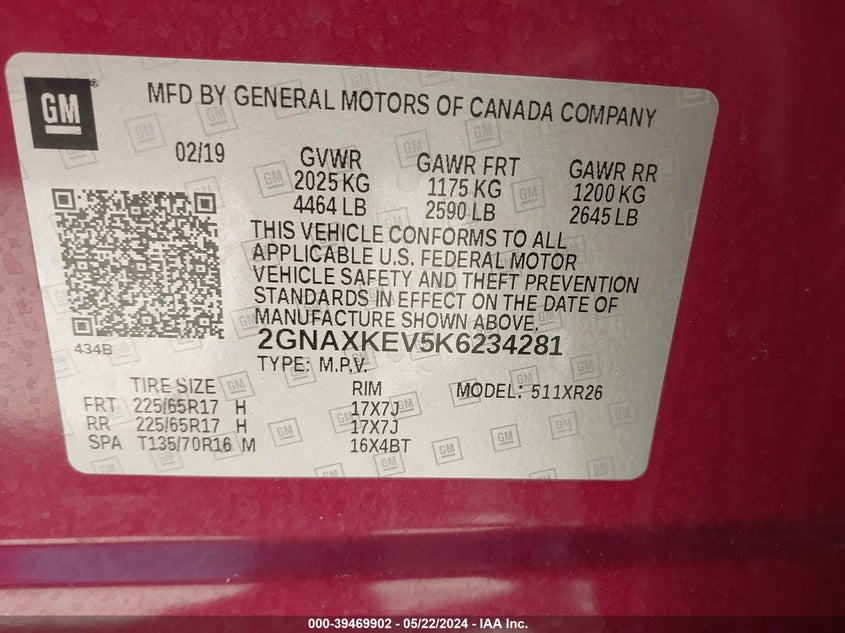 GM
MFD BY GENERAL MOTORS OF CANADA COMPANY
02/19
GVWR
2025 KG
4464 LB
GAWR FRT
1175 KG
2590 LB
GAWR RR
1200 KG
2645 LB
THIS VEHICLE CONFORMS TO ALL
APPLICABLE U.S. FEDERAL MOTOR
VEHICLE SAFETY AND THEFT PREVENTION
STANDARDS IN EFFECT ON THE DATE OF
MANUFACTURE SHOWN ABOVE.
434B
2GNAXKEV5K6234281
TYPE: M.P.V.
TIRE SIZE RIM MODEL: 511XR26
FRT 225/65R17 H 17X7J
RR 225/65R17 H 17X7J
SPA T135/70R16 M 16X4BT
000-39469902 - 05/22/2024 - IAA Inc.